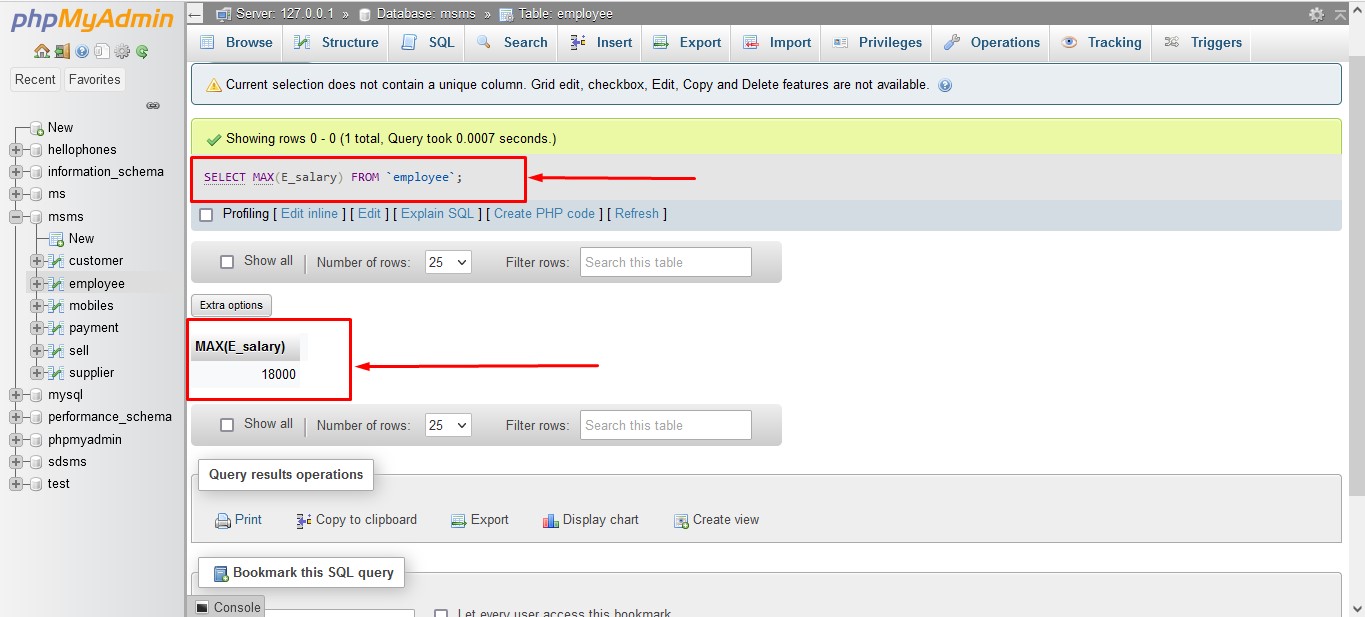 phpMyAdmin
Recent Favorites
New
hellophones
information_schema
ms
msms
New
customer
employee
mobiles
payment
sell
supplier
mysql
performance_schema
phpmyadmin
sdsms
test
Server: 127.0.0.1 » Database: msms » Table: employee
Browse Structure SQL Search Insert Export Import Privileges Operations Tracking Triggers
Current selection does not contain a unique column. Grid edit, checkbox, Edit, Copy and Delete features are not available.
Showing rows 0 - 0 (1 total, Query took 0.0007 seconds.)
SELECT MAX(E_salary) FROM `employee`;
Profiling [ Edit inline ] [ Edit ] [ Explain SQL ] [ Create PHP code ] [ Refresh ]
Show all | Number of rows: 25 Filter rows: Search this table
Extra options
MAX(E_salary)
18000
Show all | Number of rows: 25 Filter rows: Search this table
Query results operations
Print Copy to clipboard Export Display chart Create view
Bookmark this SQL query
Console
Let every user access this bookmark